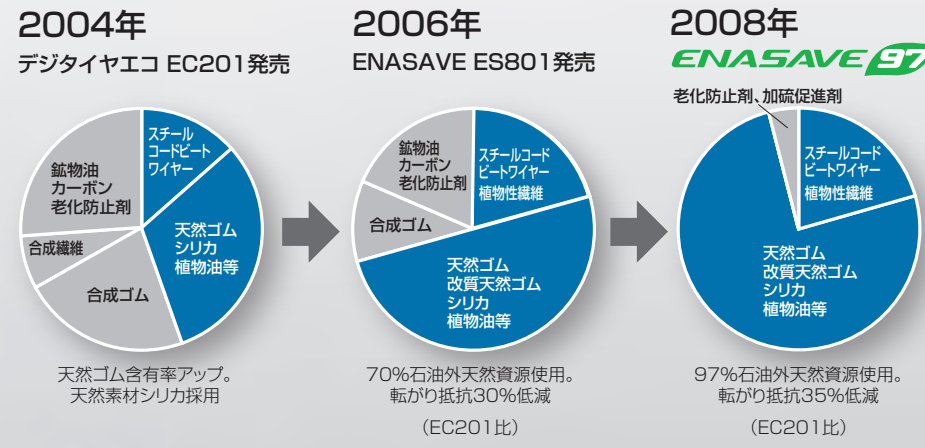 2004年
デジタイヤエコ EC201発売
スチール
コードビート
ワイヤー
天然ゴム
シリカ
植物油等
合成ゴム
合成繊維
鉱物油
カーボン
老化防止剤
天然ゴム含有率アップ。
天然素材シリカ採用
2006年
ENASAVE ES801発売
スチールコード
ビートワイヤー
植物性繊維
天然ゴム
改質天然ゴム
シリカ
植物油等
合成ゴム
鉱物油
カーボン
老化防止剤
70%石油外天然資源使用。
転がり抵抗30%低減
（EC201比）
2008年
ENASAVE 97
老化防止剤、加硫促進剤
スチールコード
ビートワイヤー
植物性繊維
天然ゴム
改質天然ゴム
シリカ
植物油等
97%石油外天然資源使用。
転がり抵抗35%低減
（EC201比）